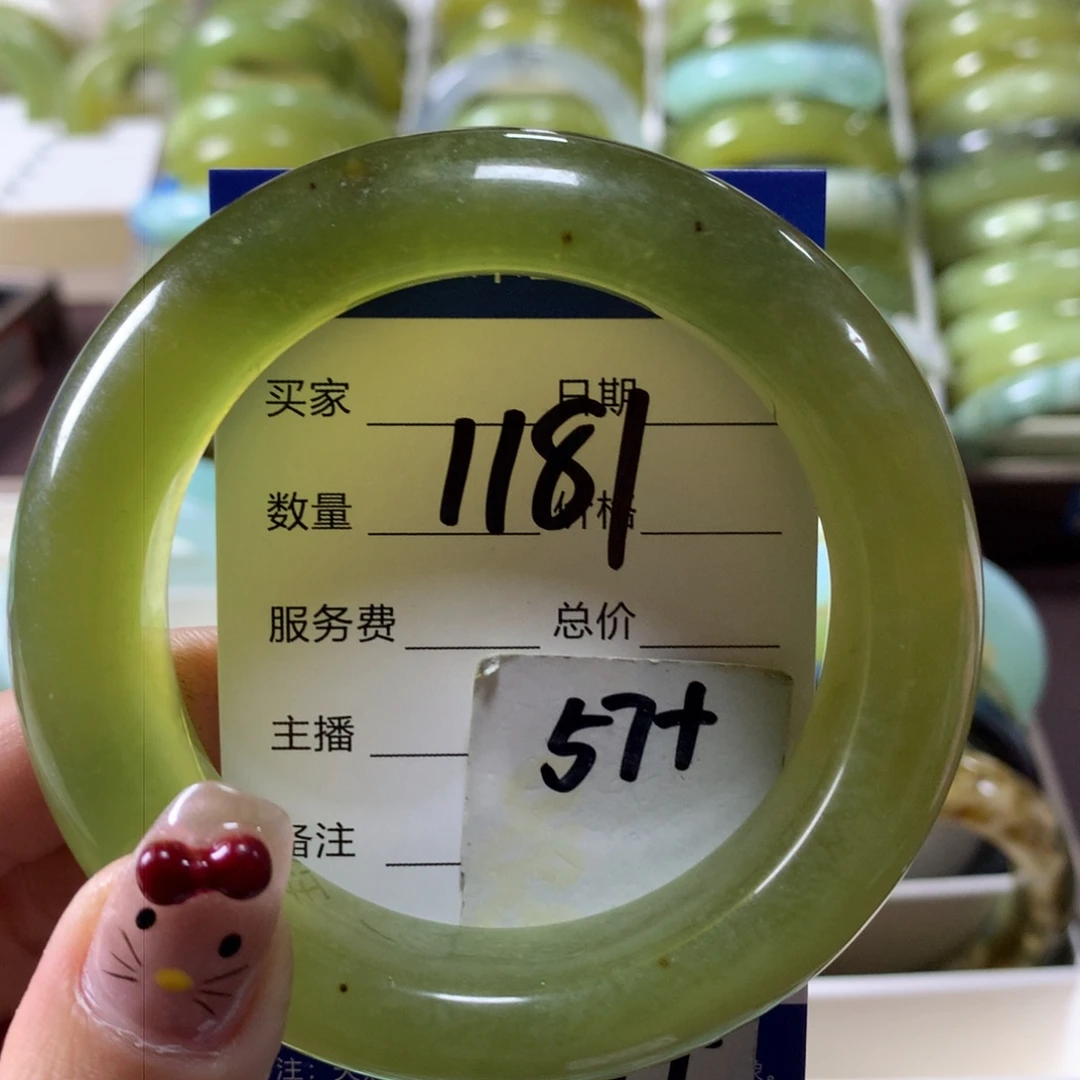 买家 日期
1181
数量 价格
服务费 总价
主播
57+
备注
注: